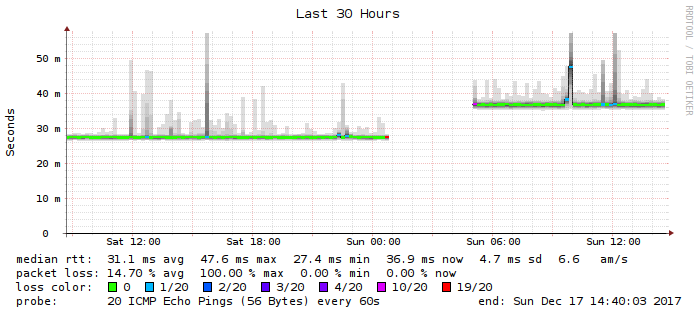 Last 30 Hours
RRDTOOL / TOBI OETIKER
Seconds
50 m
40 m
30 m
20 m
10 m
0
Sat 12:00 Sat 18:00 Sun 00:00 Sun 06:00 Sun 12:00
median rtt: 31.1 ms avg 47.6 ms max 27.4 ms min 36.9 ms now 4.7 ms sd 6.6 am/s
packet loss: 14.70 % avg 100.00 % max 0.00 % min 0.00 % now
loss color: 0 1/20 2/20 3/20 4/20 10/20 19/20
probe: 20 ICMP Echo Pings (56 Bytes) every 60s end: Sun Dec 17 14:40:03 2017